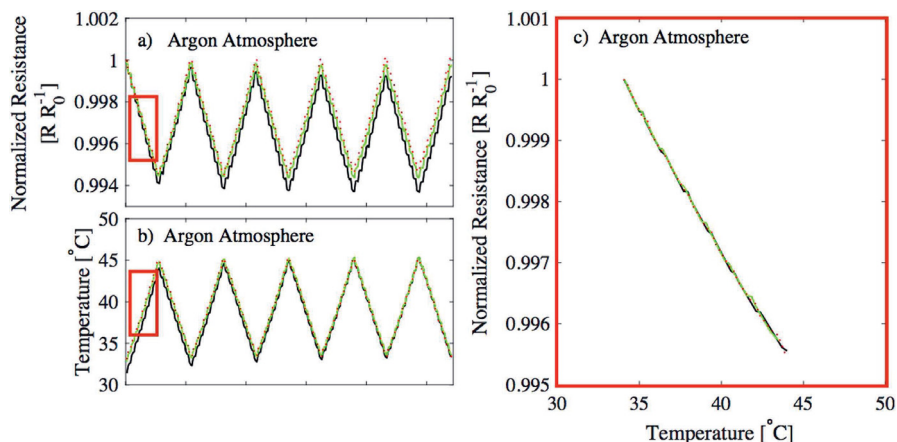 1.002
a) Argon Atmosphere
1
0.998
0.996
0.994
Normalized Resistance
[R R₀⁻¹]
50
b) Argon Atmosphere
45
40
35
30
Temperature [°C]
1.001
c) Argon Atmosphere
1
0.999
0.998
0.997
0.996
0.995
Normalized Resistance [R R₀⁻¹]
30 35 40 45 50
Temperature [°C]